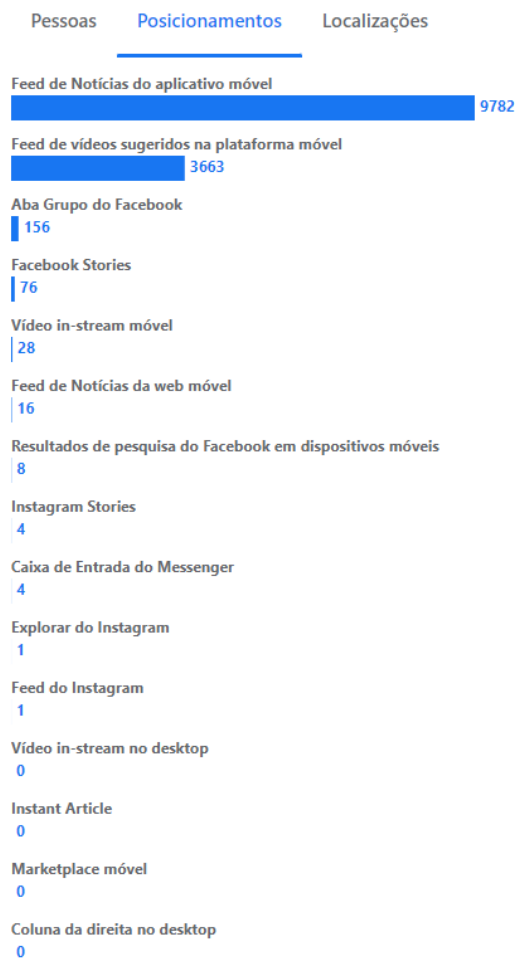 Pessoas Posicionamentos Localizações
Feed de Notícias do aplicativo móvel
9782
Feed de vídeos sugeridos na plataforma móvel
3663
Aba Grupo do Facebook
156
Facebook Stories
76
Vídeo in-stream móvel
28
Feed de Notícias da web móvel
16
Resultados de pesquisa do Facebook em dispositivos móveis
8
Instagram Stories
4
Caixa de Entrada do Messenger
4
Explorar do Instagram
1
Feed do Instagram
1
Vídeo in-stream no desktop
0
Instant Article
0
Marketplace móvel
0
Coluna da direita no desktop
0